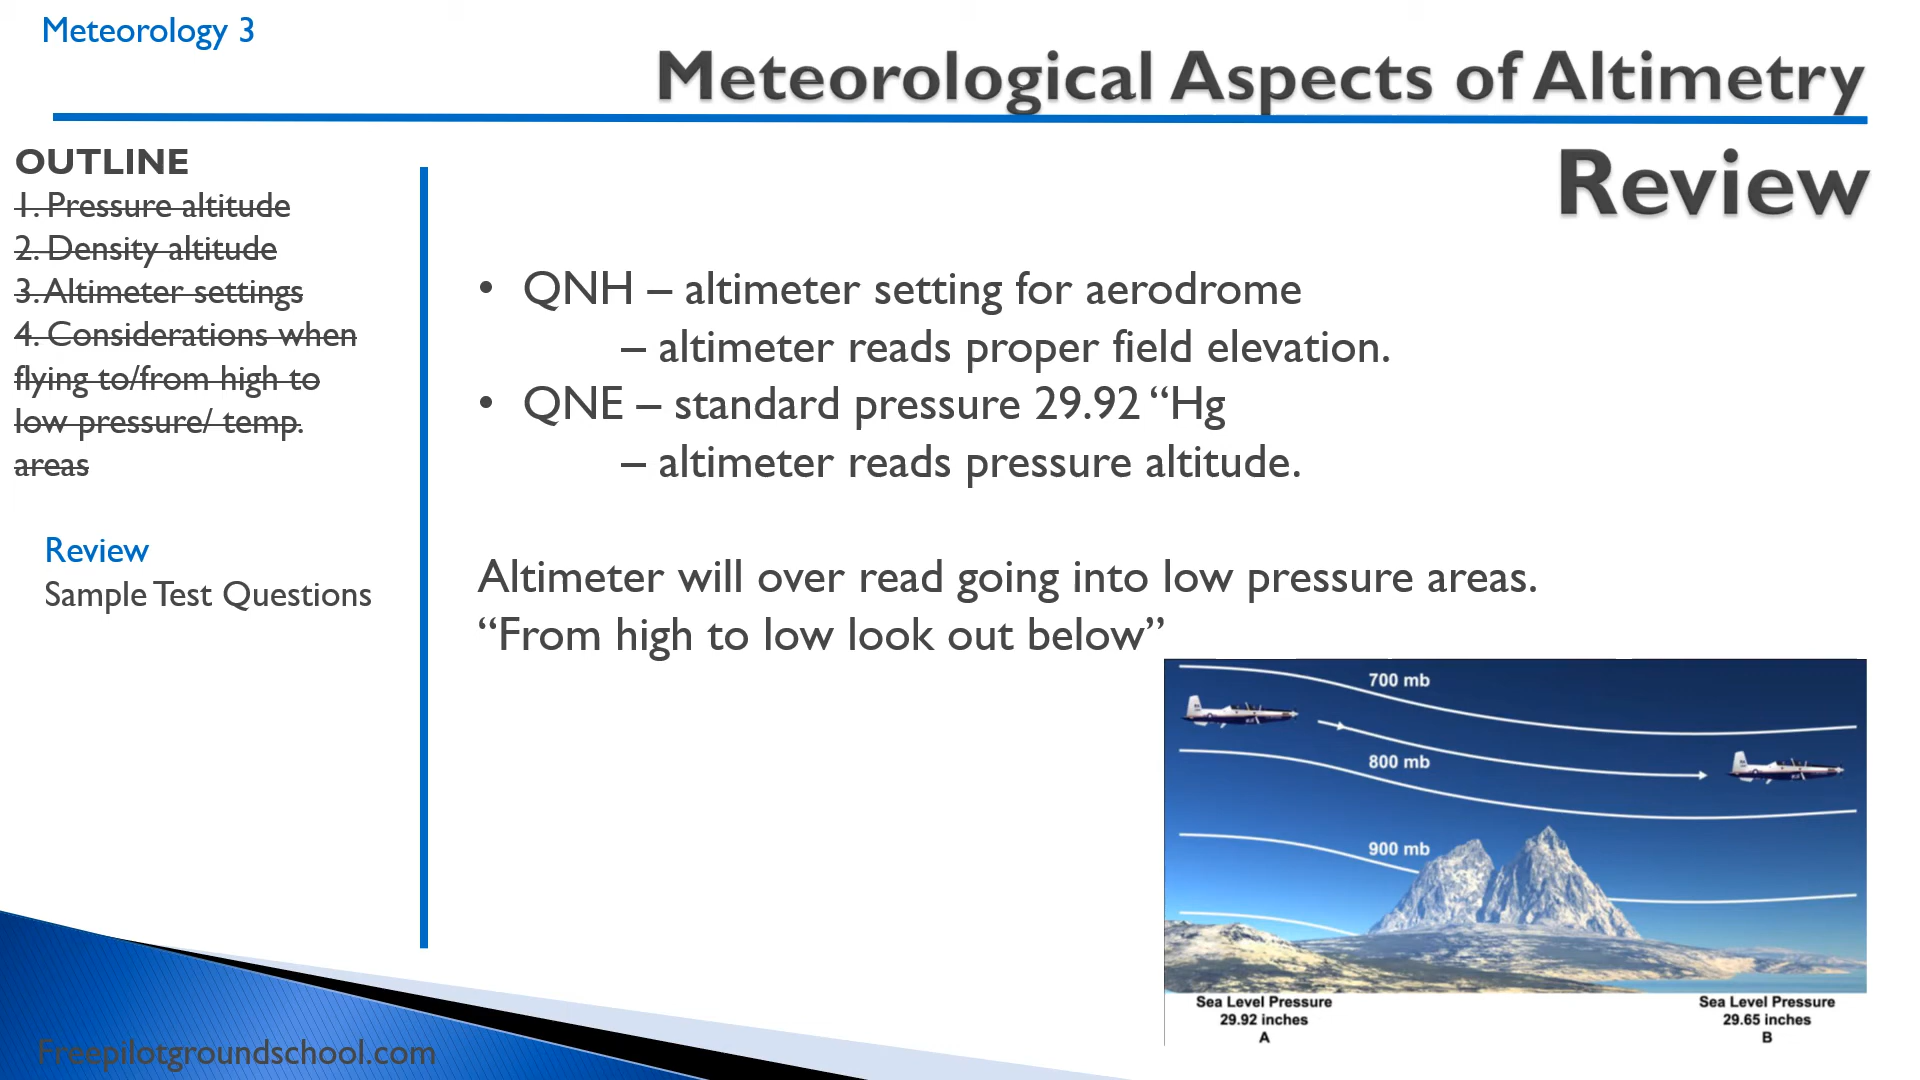 Meteorology 3
Meteorological Aspects of Altimetry
Review
OUTLINE
1. Pressure altitude
2. Density altitude
3. Altimeter settings
4. Considerations when
flying to/from high to
low pressure/ temp.
areas
Review
Sample Test Questions
• QNH – altimeter setting for aerodrome
– altimeter reads proper field elevation.
• QNE – standard pressure 29.92 “Hg
– altimeter reads pressure altitude.
Altimeter will over read going into low pressure areas.
“From high to low look out below”
700 mb
800 mb
900 mb
Sea Level Pressure
29.92 inches
A
Sea Level Pressure
29.65 inches
B
Freepilotgroundschool.com